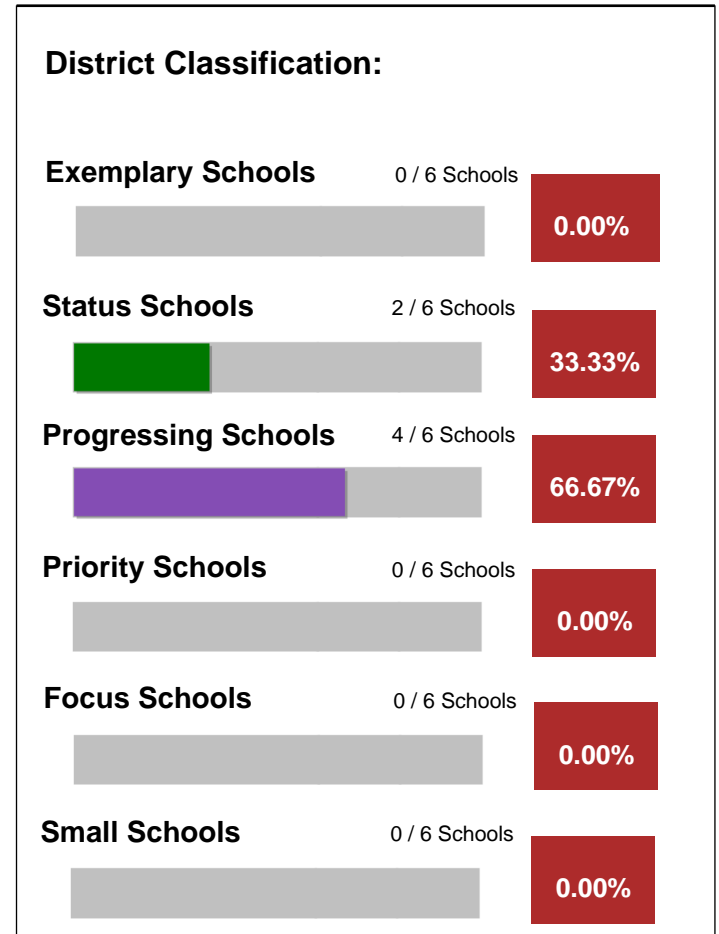 District Classification:
Exemplary Schools 0 / 6 Schools
0.00%
Status Schools 2 / 6 Schools
33.33%
Progressing Schools 4 / 6 Schools
66.67%
Priority Schools 0 / 6 Schools
0.00%
Focus Schools 0 / 6 Schools
0.00%
Small Schools 0 / 6 Schools
0.00%